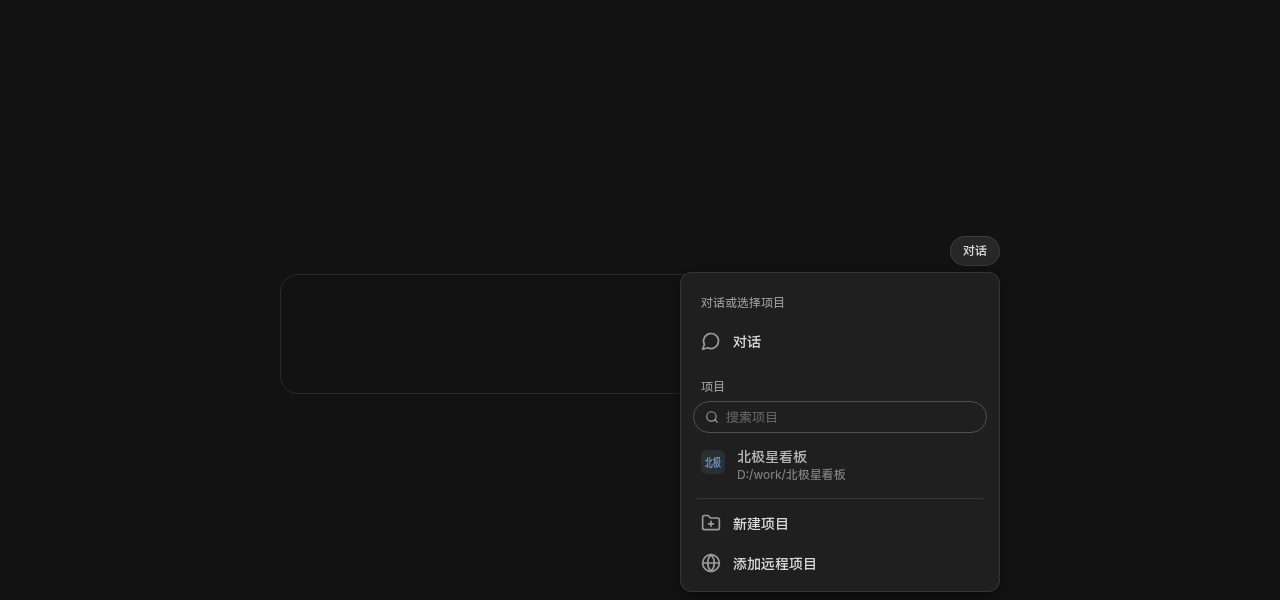 对话
对话或选择项目
对话
项目
搜索项目
北极
北极星看板
D:/work/北极星看板
新建项目
添加远程项目